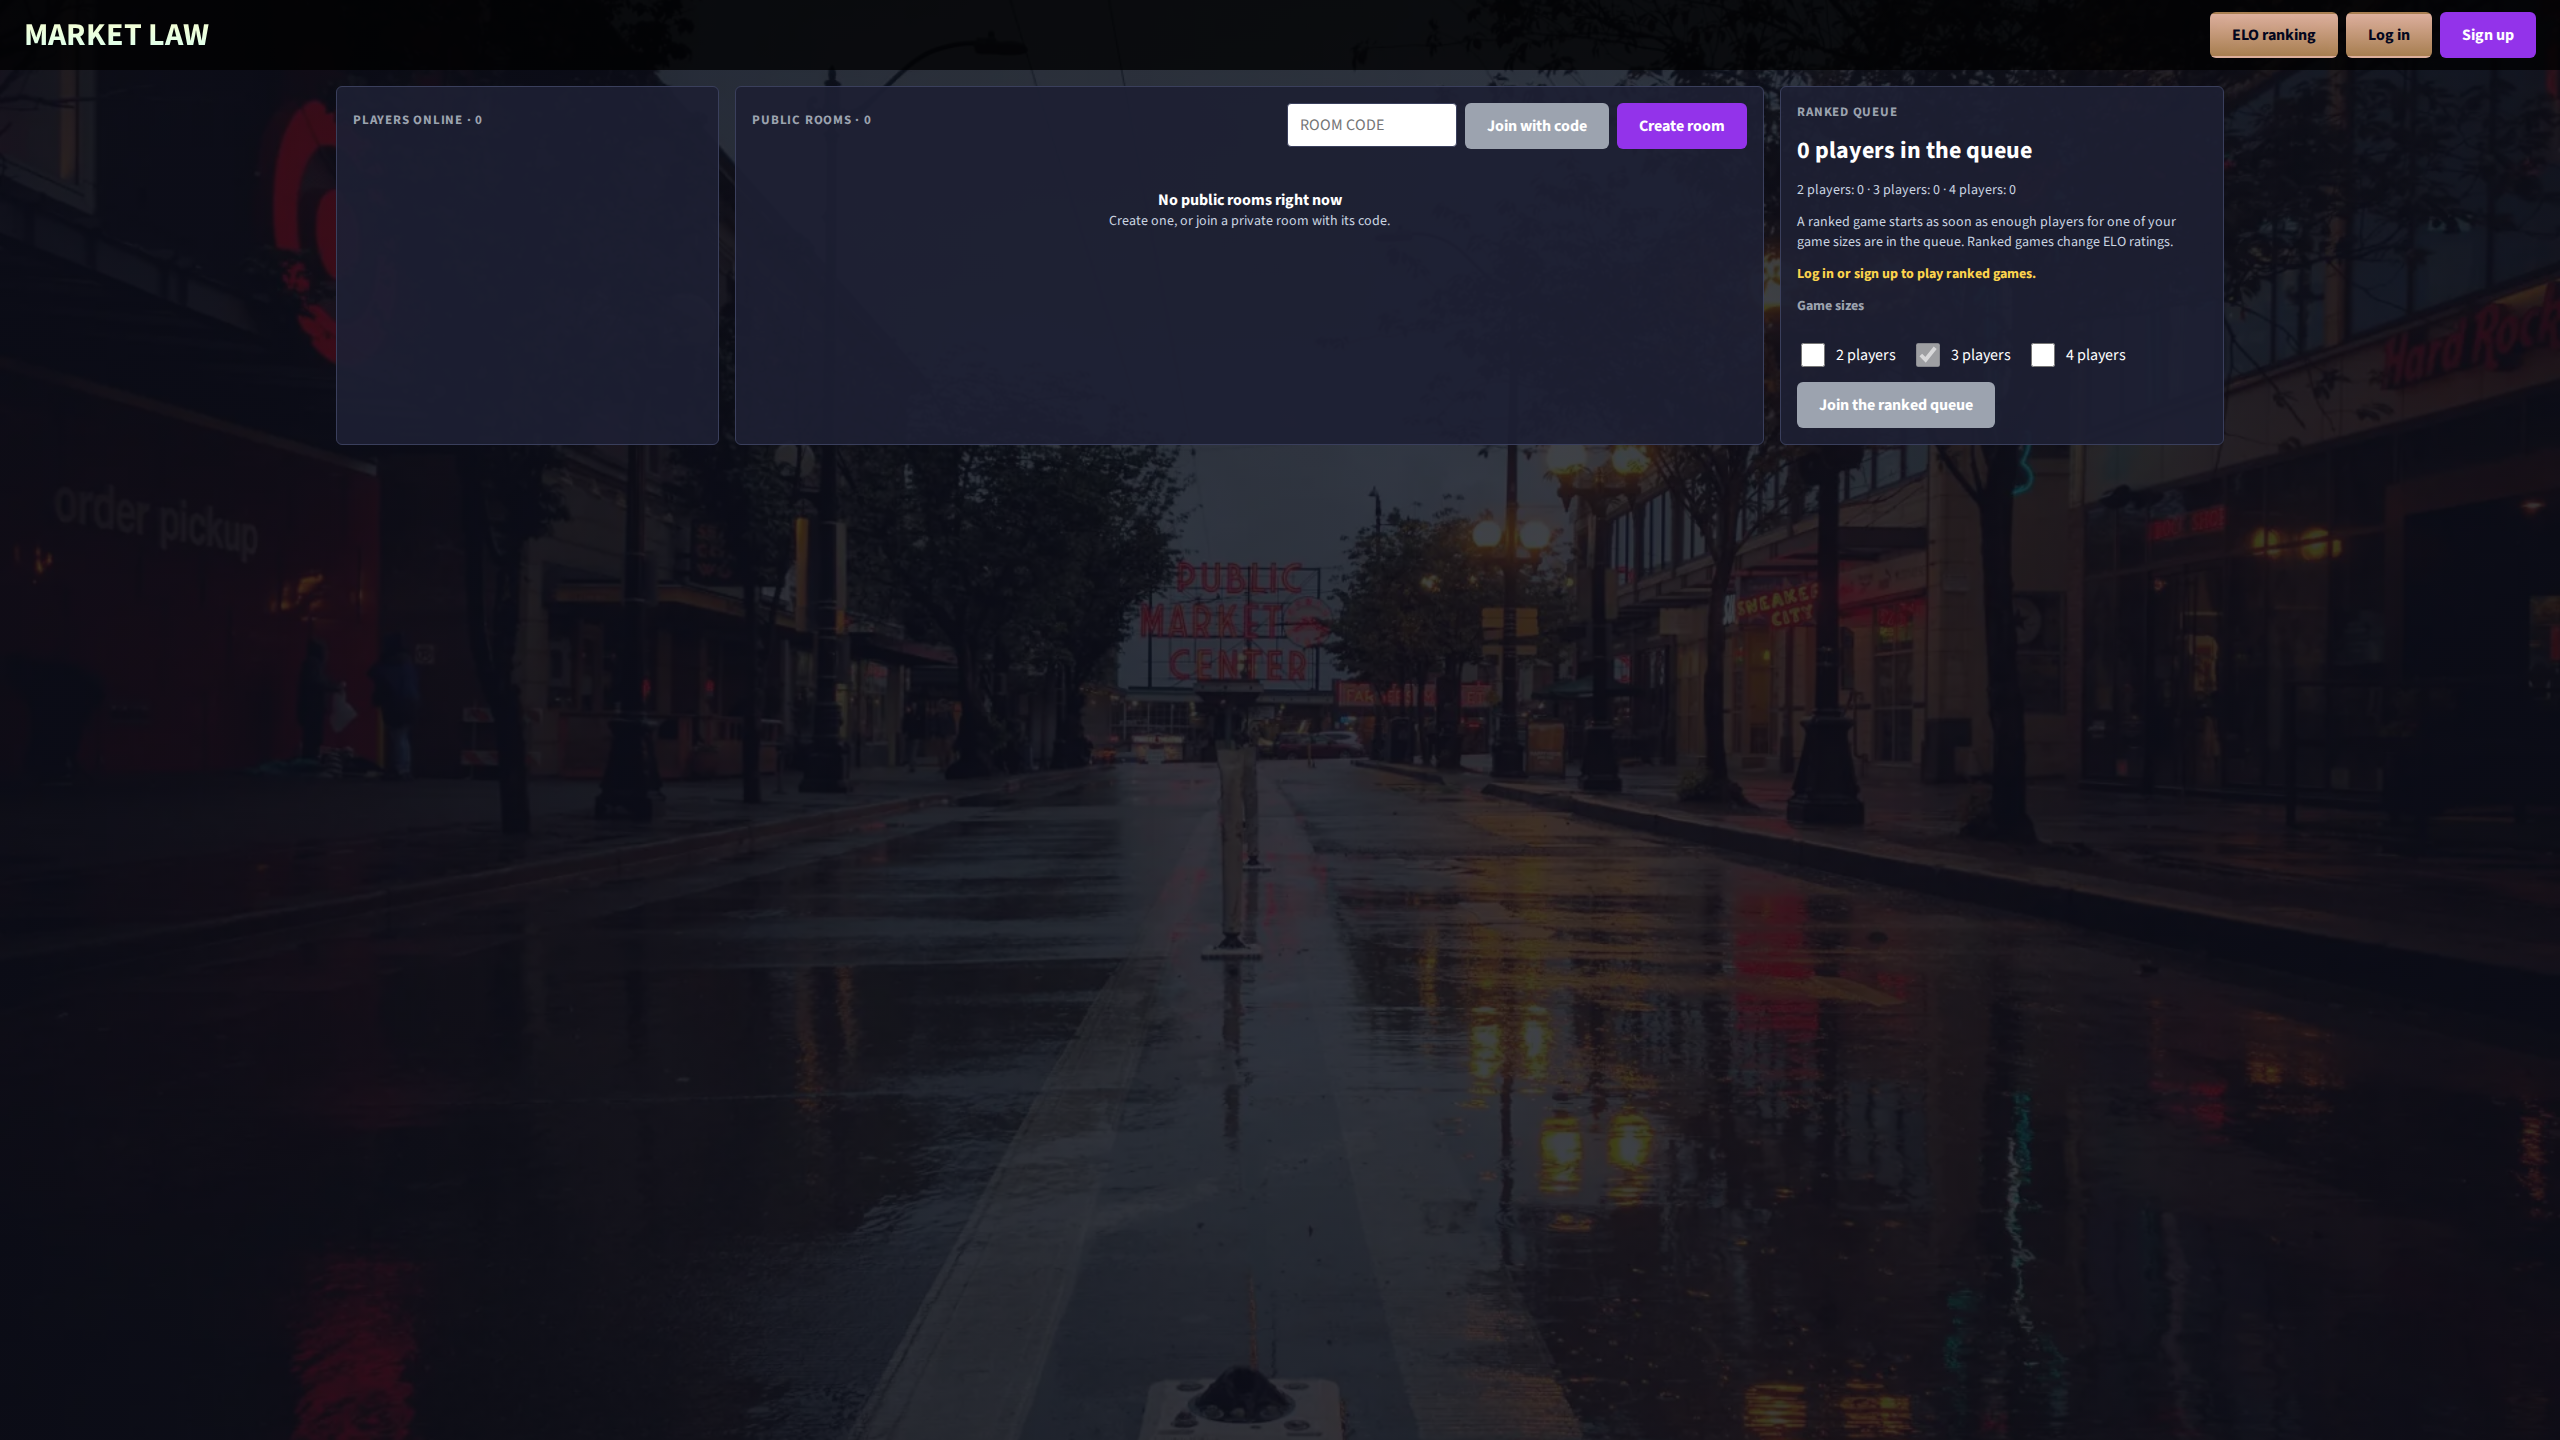 MARKET LAW
ELO ranking
Log in
Sign up
PLAYERS ONLINE · 0
PUBLIC ROOMS · 0
ROOM CODE
Join with code
Create room
No public rooms right now
Create one, or join a private room with its code.
RANKED QUEUE
0 players in the queue
2 players: 0 · 3 players: 0 · 4 players: 0
A ranked game starts as soon as enough players for one of your
game sizes are in the queue. Ranked games change ELO ratings.
Log in or sign up to play ranked games.
Game sizes
2 players
3 players
4 players
Join the ranked queue
Hard Rock
order pickup
PUBLIC
MARKET
CENTER
SNEAKER
CITY